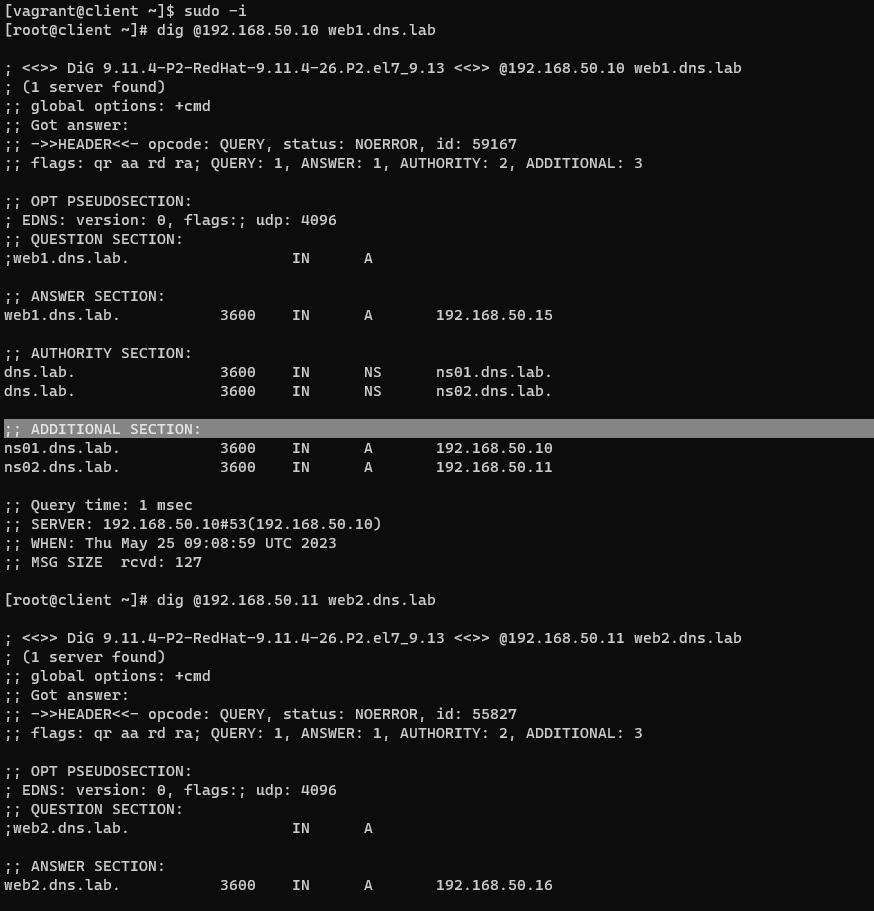 [vagrant@client ~]$ sudo -i
[root@client ~]# dig @192.168.50.10 web1.dns.lab
; <<>> DiG 9.11.4-P2-RedHat-9.11.4-26.P2.el7_9.13 <<>> @192.168.50.10 web1.dns.lab
; (1 server found)
;; global options: +cmd
;; Got answer:
;; ->>HEADER<<- opcode: QUERY, status: NOERROR, id: 59167
;; flags: qr aa rd ra; QUERY: 1, ANSWER: 1, AUTHORITY: 2, ADDITIONAL: 3
;; OPT PSEUDOSECTION:
; EDNS: version: 0, flags:; udp: 4096
;; QUESTION SECTION:
;web1.dns.lab. IN A
;; ANSWER SECTION:
web1.dns.lab. 3600 IN A 192.168.50.15
;; AUTHORITY SECTION:
dns.lab. 3600 IN NS ns01.dns.lab.
dns.lab. 3600 IN NS ns02.dns.lab.
;; ADDITIONAL SECTION:
ns01.dns.lab. 3600 IN A 192.168.50.10
ns02.dns.lab. 3600 IN A 192.168.50.11
;; Query time: 1 msec
;; SERVER: 192.168.50.10#53(192.168.50.10)
;; WHEN: Thu May 25 09:08:59 UTC 2023
;; MSG SIZE  rcvd: 127
[root@client ~]# dig @192.168.50.11 web2.dns.lab
; <<>> DiG 9.11.4-P2-RedHat-9.11.4-26.P2.el7_9.13 <<>> @192.168.50.11 web2.dns.lab
; (1 server found)
;; global options: +cmd
;; Got answer:
;; ->>HEADER<<- opcode: QUERY, status: NOERROR, id: 55827
;; flags: qr aa rd ra; QUERY: 1, ANSWER: 1, AUTHORITY: 2, ADDITIONAL: 3
;; OPT PSEUDOSECTION:
; EDNS: version: 0, flags:; udp: 4096
;; QUESTION SECTION:
;web2.dns.lab. IN A
;; ANSWER SECTION:
web2.dns.lab. 3600 IN A 192.168.50.16